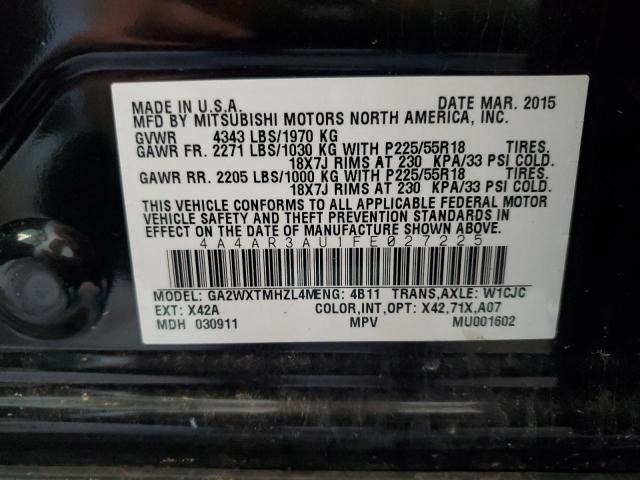 MADE IN U.S.A. DATE MAR. 2015
MFD BY MITSUBISHI MOTORS NORTH AMERICA, INC.
GVWR 4343 LBS/1970 KG
GAWR FR. 2271 LBS/1030 KG WITH P225/55R18 TIRES.
18X7J RIMS AT 230 KPA/33 PSI COLD.
GAWR RR. 2205 LBS/1000 KG WITH P225/55R18 TIRES.
18X7J RIMS AT 230 KPA/33 PSI COLD.
THIS VEHICLE CONFORMS TO ALL APPLICABLE FEDERAL MOTOR
VEHICLE SAFETY AND THEFT PREVENTION STANDARDS IN
EFFECT ON THE DATE OF MANUFACTURE SHOWN ABOVE.
4A4AR3AU1FE027225
MODEL: GA2WXTMHZL4MENG: 4B11 TRANS,AXLE: W1CJC
EXT: X42A COLOR,INT,OPT: X42,71X,A07
MDH 030911 MPV MU001602